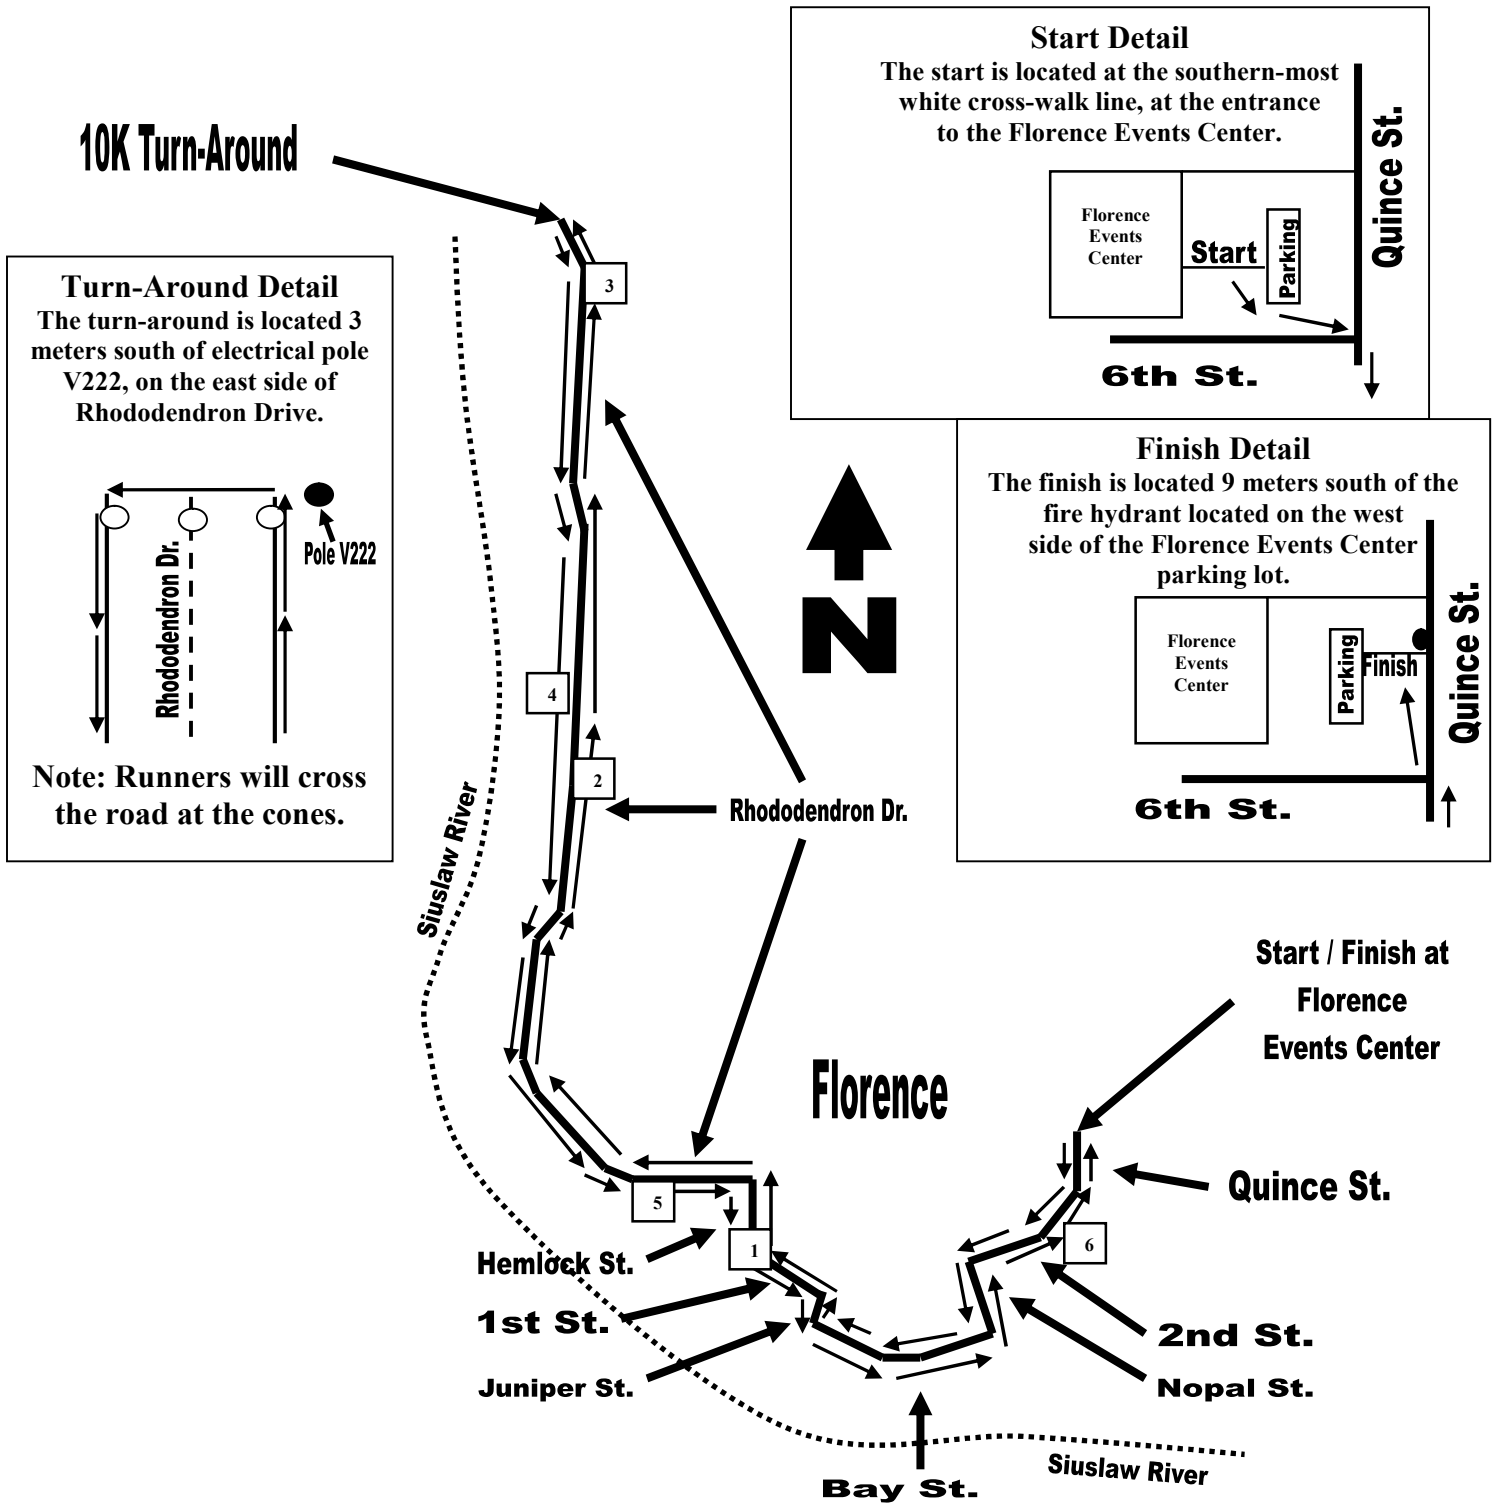 Start Detail
The start is located at the southern-most
white cross-walk line, at the entrance
to the Florence Events Center.
Florence
Events
Center
Start
Parking
Quince St.
6th St.
10K Turn-Around
Turn-Around Detail
The turn-around is located 3
meters south of electrical pole
V222, on the east side of
Rhododendron Drive.
Pole V222
Rhododendron Dr.
Note: Runners will cross
the road at the cones.
Finish Detail
The finish is located 9 meters south of the
fire hydrant located on the west
side of the Florence Events Center
parking lot.
Florence
Events
Center
Parking
Finish
Quince St.
6th St.
N
3
4
2
Rhododendron Dr.
Siuslaw River
Start / Finish at
Florence
Events Center
Florence
Quince St.
5
1
6
Hemlock St.
1st St.
Juniper St.
2nd St.
Nopal St.
Bay St.
Siuslaw River